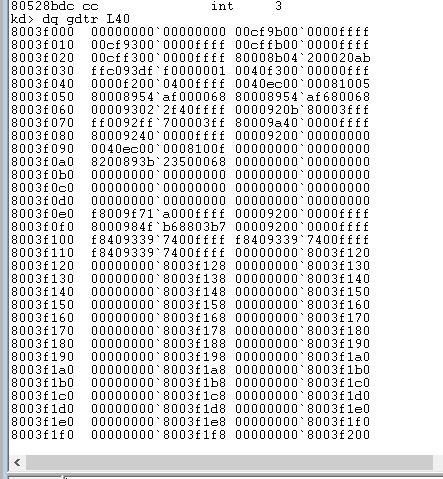 80528bdc cc int 3
kd> dq gdtr L40
8003f000 00000000`00000000 00cf9b00`0000ffff
8003f010 00cf9300`0000ffff 00cffb00`0000ffff
8003f020 00cff300`0000ffff 80008b04`200020ab
8003f030 ffc093df`f0000001 0040f300`00000fff
8003f040 0000f200`0400ffff 0040ec00`00081005
8003f050 80008954`af000068 80008954`af680068
8003f060 00009302`2f40ffff 0000920b`80003fff
8003f070 ff0092ff`700003ff 80009a40`0000ffff
8003f080 80009240`0000ffff 00009200`00000000
8003f090 0040ec00`0008100f 00000000`00000000
8003f0a0 8200893b`23500068 00000000`00000000
8003f0b0 00000000`00000000 00000000`00000000
8003f0c0 00000000`00000000 00000000`00000000
8003f0d0 00000000`00000000 00000000`00000000
8003f0e0 f8009f71`a000ffff 00009200`0000ffff
8003f0f0 8000984f`b68803b7 00009200`0000ffff
8003f100 f8409339`7400ffff f8409339`7400ffff
8003f110 f8409339`7400ffff 00000000`8003f120
8003f120 00000000`8003f128 00000000`8003f130
8003f130 00000000`8003f138 00000000`8003f140
8003f140 00000000`8003f148 00000000`8003f150
8003f150 00000000`8003f158 00000000`8003f160
8003f160 00000000`8003f168 00000000`8003f170
8003f170 00000000`8003f178 00000000`8003f180
8003f180 00000000`8003f188 00000000`8003f190
8003f190 00000000`8003f198 00000000`8003f1a0
8003f1a0 00000000`8003f1a8 00000000`8003f1b0
8003f1b0 00000000`8003f1b8 00000000`8003f1c0
8003f1c0 00000000`8003f1c8 00000000`8003f1d0
8003f1d0 00000000`8003f1d8 00000000`8003f1e0
8003f1e0 00000000`8003f1e8 00000000`8003f1f0
8003f1f0 00000000`8003f1f8 00000000`8003f200